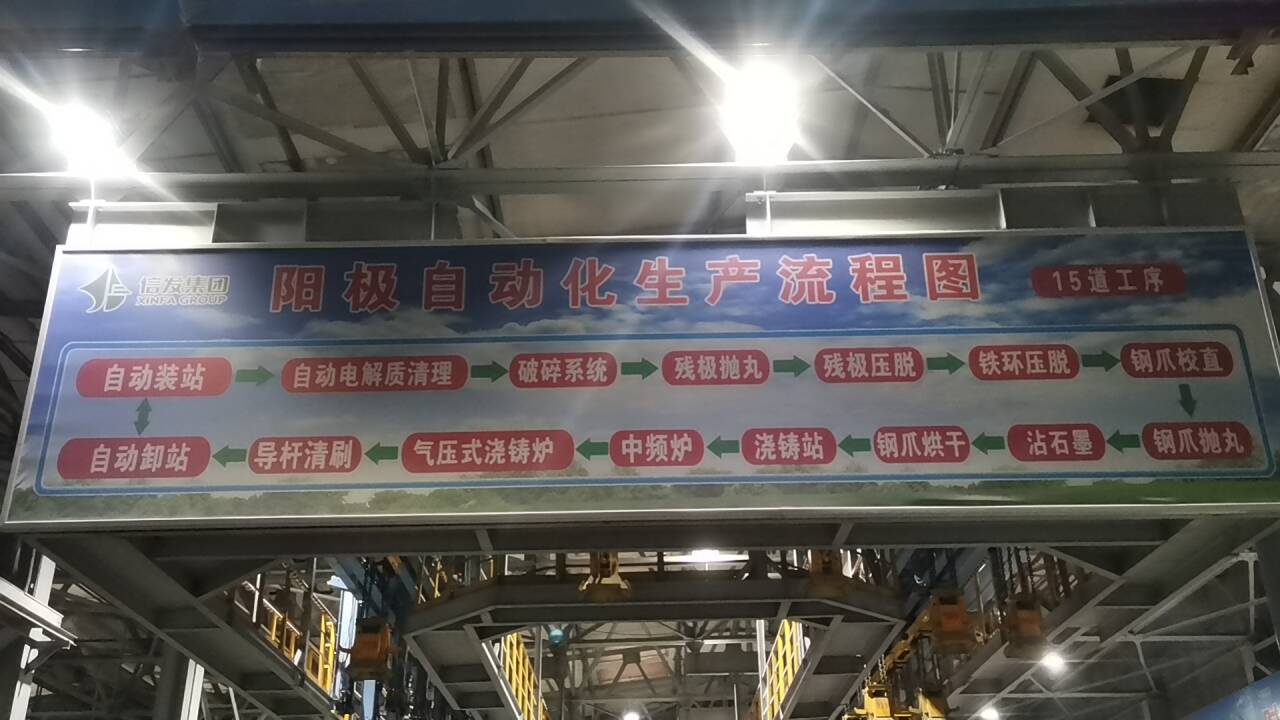 信发集团
XINFA GROUP
阳极自动化生产流程图
15道工序
自动装站 自动电解质清理 破碎系统 残极抛丸 残极压脱 铁环压脱 钢爪校直
自动卸站 导杆清刷 气压式浇铸炉 中频炉 浇铸站 钢爪烘干 沾石墨 钢爪抛丸